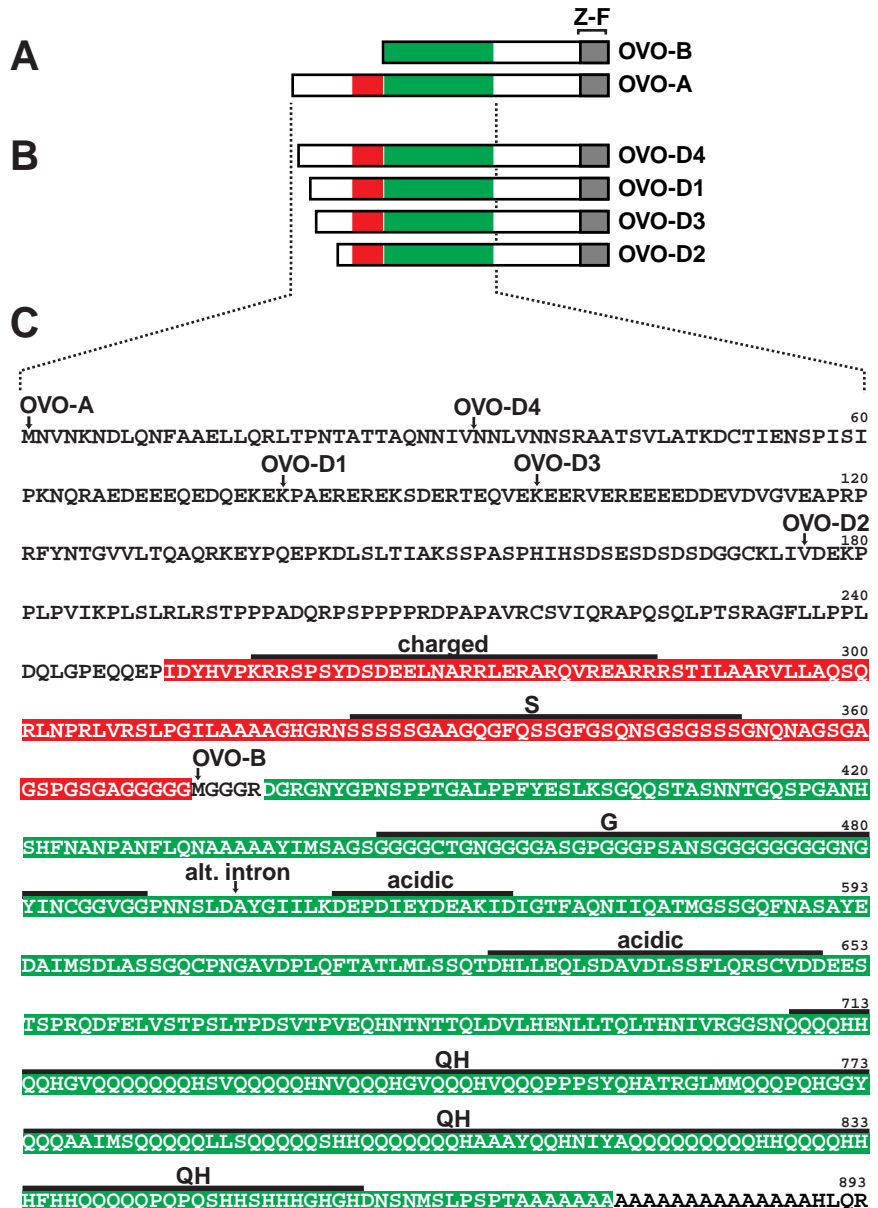 Z-F
A
OVO-B
OVO-A
B
OVO-D4
OVO-D1
OVO-D3
OVO-D2
C
OVO-A OVO-D4
60
MNVNKNDLQNFAAELLQRLTPNTATTAQNNIVNNLVNNSRAATSVLATKDCTIENSPISI
OVO-D1 OVO-D3
120
PKNQRAEDEEEQEDQEKEKPAEREREKSDERTEQVEKEERVEREEEEDDEVDVGVEAPRP
OVO-D2
180
RFYNTGVVLTQAQRKEYPQEPKDLSLTIAKSSPASPHIHSDSESDSDSDGGCKLIVDEKP
240
PLPVIKPLSLRLRSTPPPADQRPSPPPPRDPAPAVRCSVIQRAPQSQLPTSRAGFLLPPL
charged
300
DQLGPEQQEPIDYHVPKRRSPSYDSDEELNARRLERARQVREARRRSTILAARVLLAQSQ
S
360
RLNPRLVRSLPGILAAAAGHGRNSSSSSGAAGQGFQSSGFGSQNSGSGSSSGNQNAGSGA
OVO-B
420
GSPGSGAGGGGGMGGGRDGRGNYGPNSPPTGALPPFYESLKSGQQSTASNNTGQSPGANH
G
480
SHFNANPANFLQNAAAAAYIMSAGSGGGGCTGNGGGGASGPGGGPSANSGGGGGGGGGNG
alt. intron acidic
593
YINCGGVGGPNNSLDAYGIILKDEPDIEYDEAKIDIGTFAQNIIQATMGSSGQFNASAYE
acidic
653
DAIMSDLASSGQCPNGAVDPLQFTATLMLSSQTDHLLEQLSDAVDLSSFLQRSCVDDEES
713
TSPRQDFELVSTPSLTPDSVTPVEQHNTNTTQLDVLHENLLTQLTHNIVRGGSNQQQQHH
QH
773
QQHGVQQQQQQQHSVQQQQQHNVQQQHGVQQQHVQQQPPPSYQHATRGLMMQQQPQHGGY
QH
833
QQQAAIMSQQQQQLLSQQQQQSHHQQQQQQQHAAAYQQHNIYAQQQQQQQQQHHQQQQHH
QH
893
HFHHQQQQQPQPQSHHSHHHGHGHDNSNMSLPSPTAAAAAAAAAAAAAAAAAAAAAHLQR